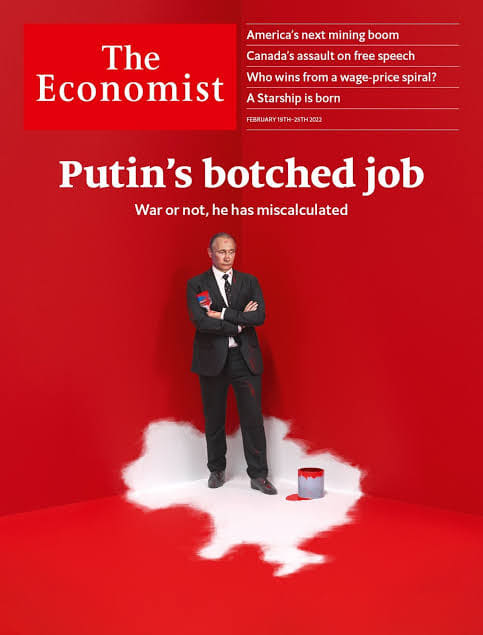 The
Economist
America's next mining boom
Canada's assault on free speech
Who wins from a wage-price spiral?
A Starship is born
FEBRUARY 19TH–25TH 2022
Putin's botched job
War or not, he has miscalculated